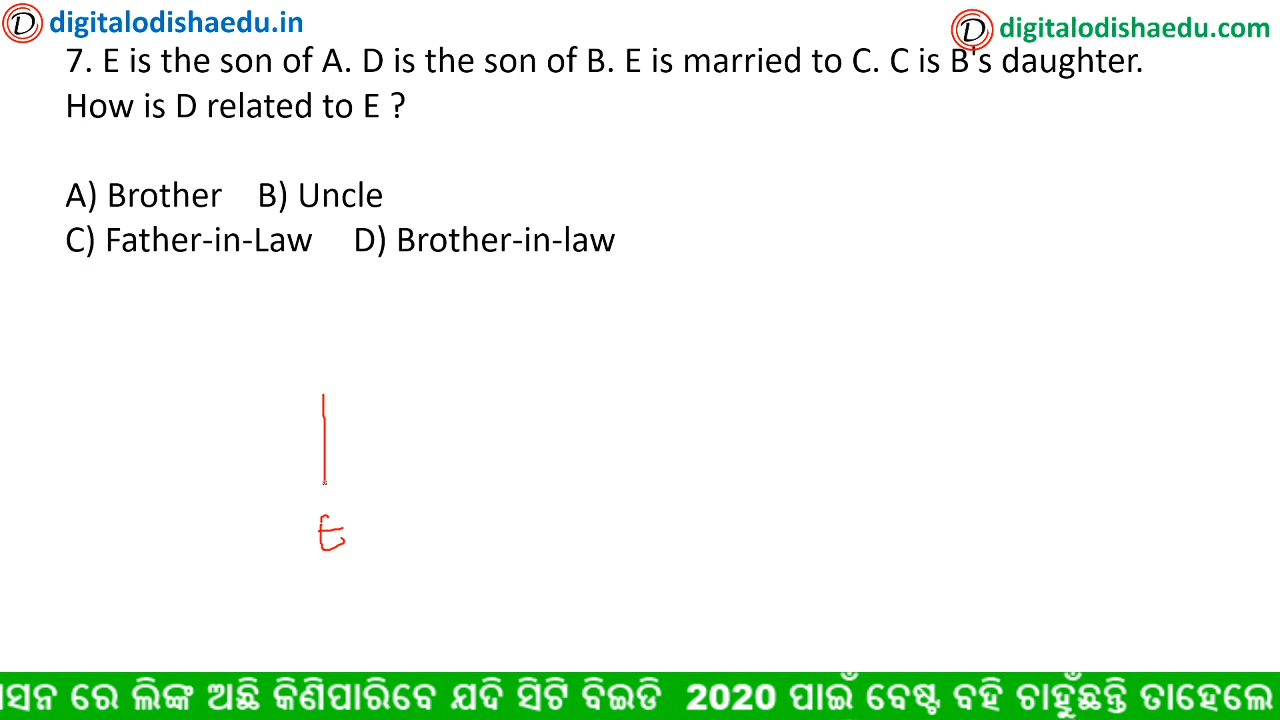 D digitalodishaedu.in
D digitalodishaedu.com
7. E is the son of A. D is the son of B. E is married to C. C is B's daughter.
How is D related to E ?
A) Brother B) Uncle
C) Father-in-Law D) Brother-in-law
E
ସନ ରେ ଲିଙ୍କ ଅଛି କିଣିପାରିବେ ଯଦି ସିଟି ବିଇଡି 2020 ପାଇଁ ବେଷ୍ଟ ବହି ଚାହୁଁଛନ୍ତି ତାହେଲେ